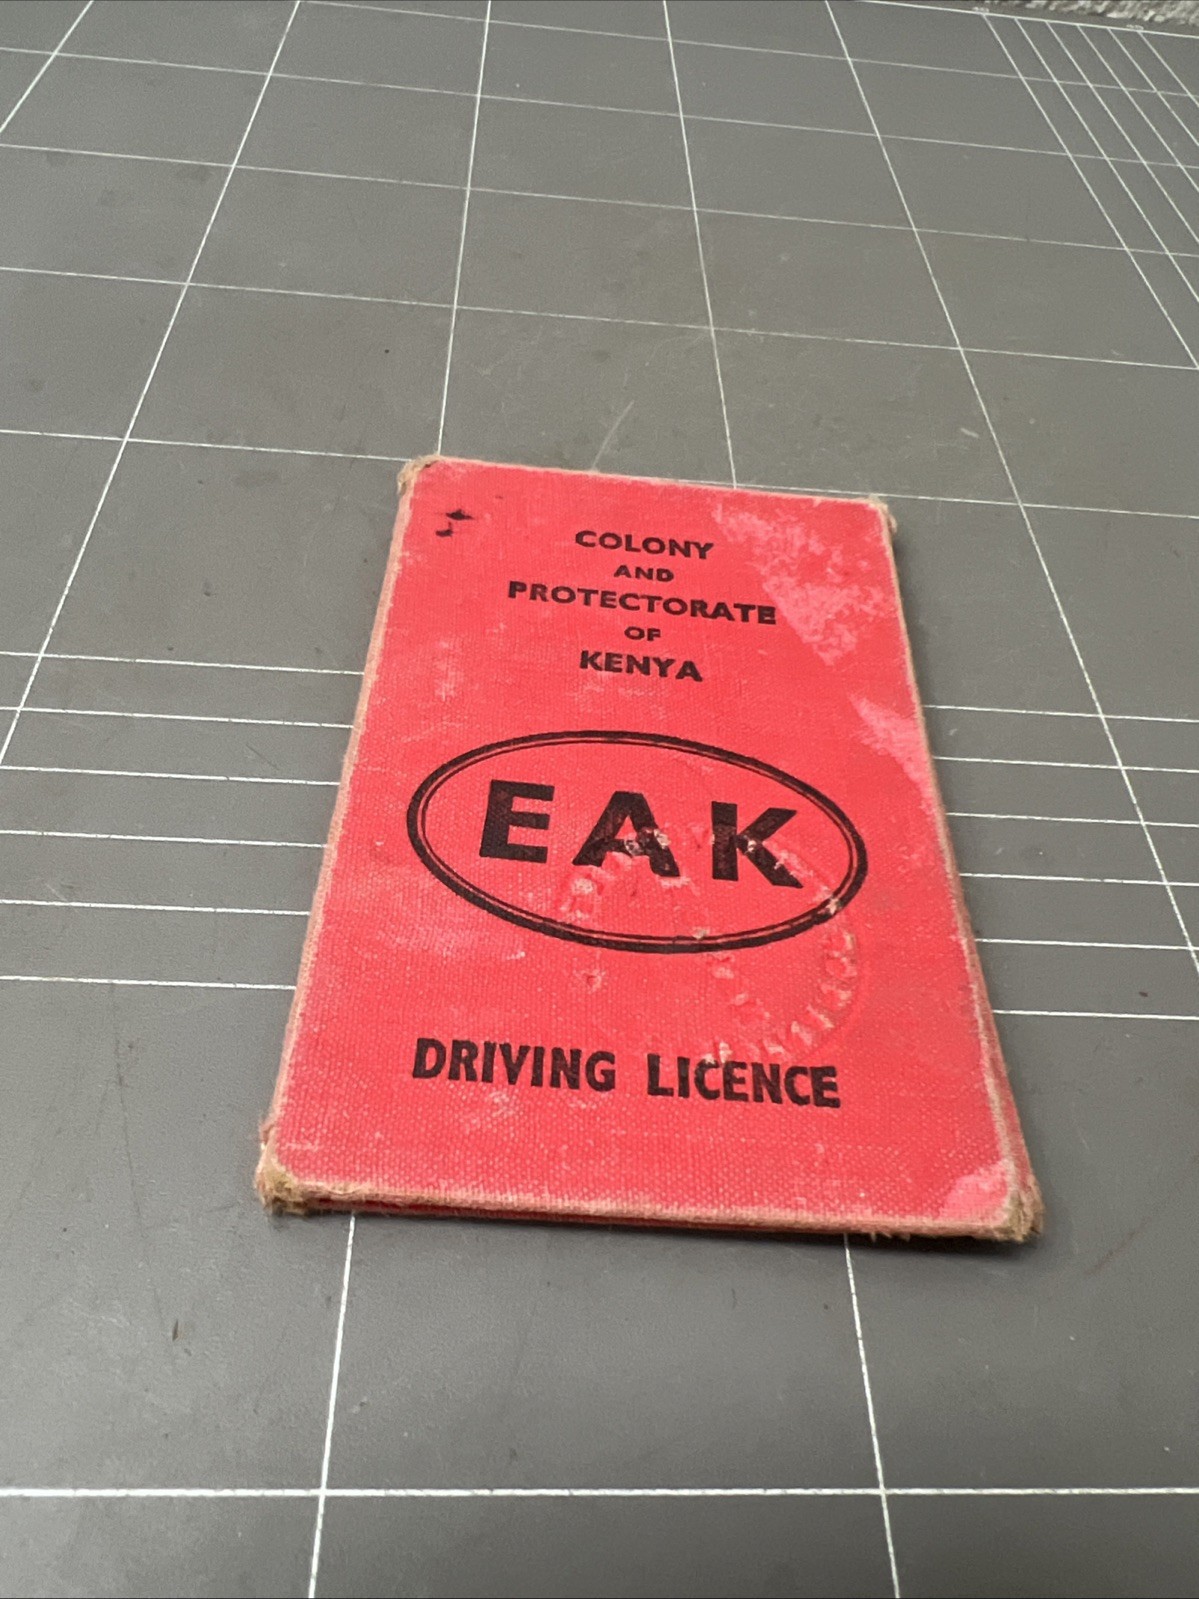 COLONY
AND
PROTECTORATE
OF
KENYA
EAK
DRIVING LICENCE